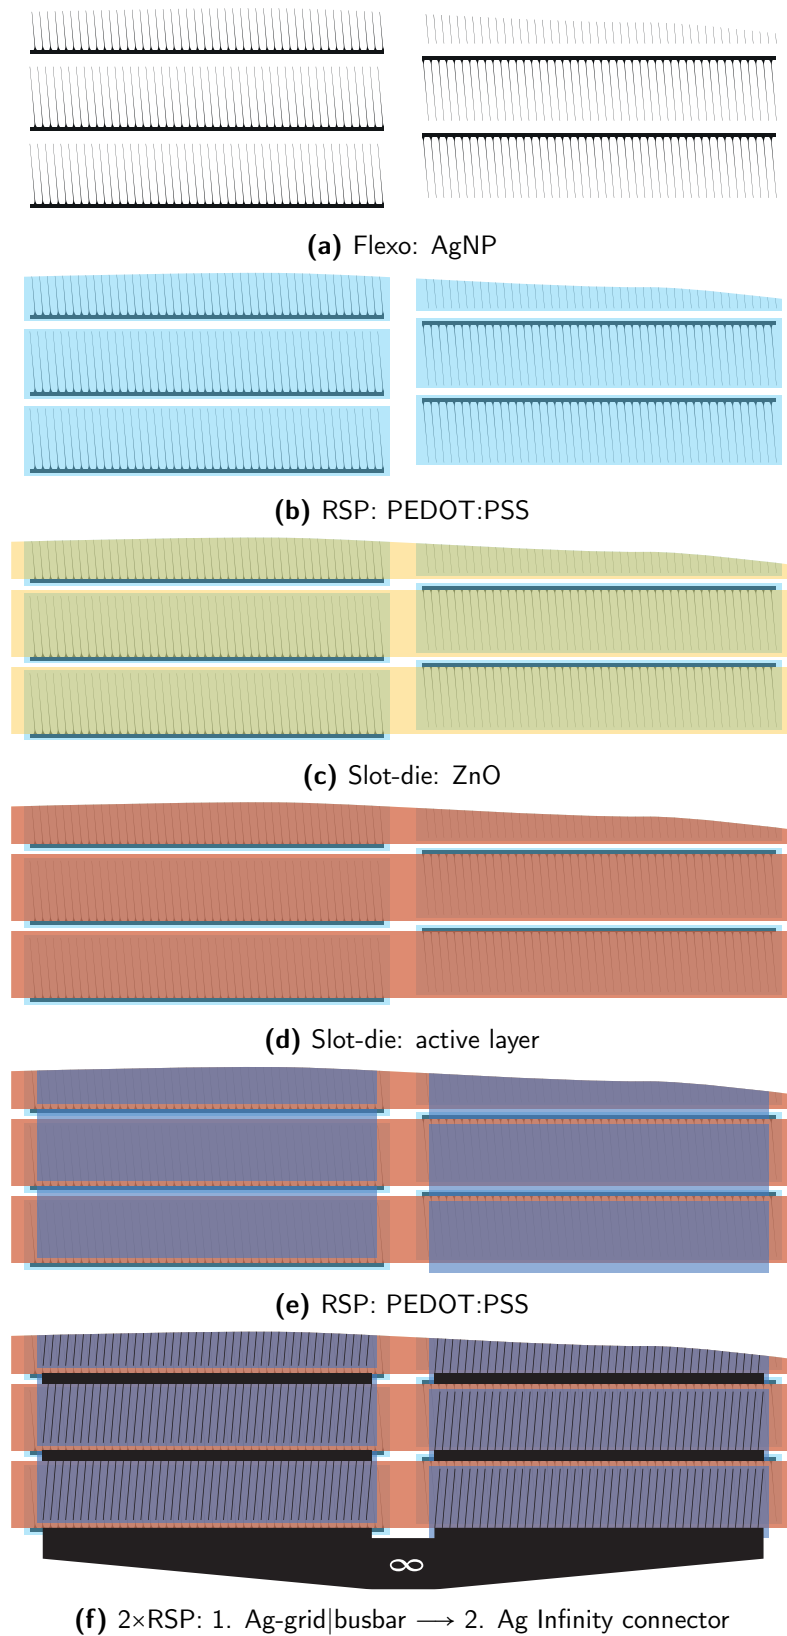 (a) Flexo: AgNP
(b) RSP: PEDOT:PSS
(c) Slot-die: ZnO
(d) Slot-die: active layer
(e) RSP: PEDOT:PSS
∞
(f) 2×RSP: 1. Ag-grid|busbar ⟶ 2. Ag Infinity connector